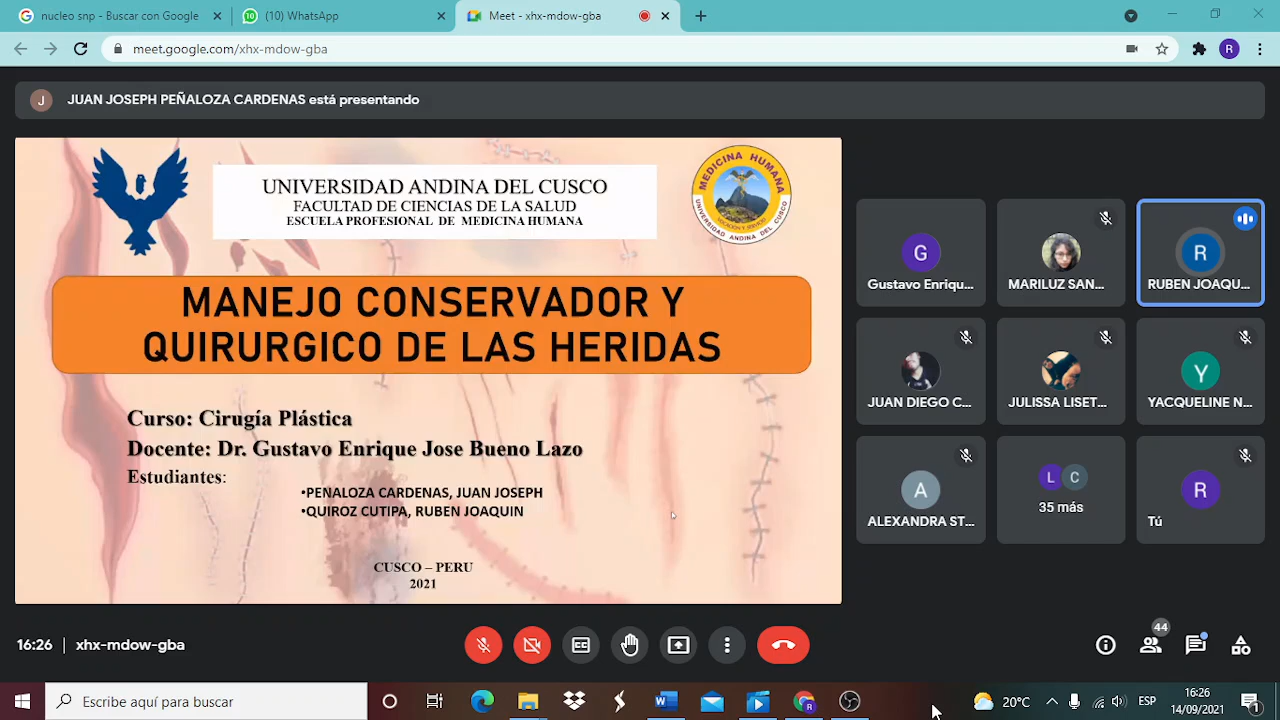 nucleo snp - Buscar con Google
(10) WhatsApp
Meet - xhx-mdow-gba
meet.google.com/xhx-mdow-gba
R
J
JUAN JOSEPH PEÑALOZA CARDENAS está presentando
UNIVERSIDAD ANDINA DEL CUSCO
FACULTAD DE CIENCIAS DE LA SALUD
ESCUELA PROFESIONAL DE MEDICINA HUMANA
MEDICINA HUMANA
VOCACIÓN Y SERVICIO
UNIVERSIDAD ANDINA DEL CUSCO
MANEJO CONSERVADOR Y
QUIRURGICO DE LAS HERIDAS
Curso: Cirugía Plástica
Docente: Dr. Gustavo Enrique Jose Bueno Lazo
Estudiantes:
•PEÑALOZA CARDENAS, JUAN JOSEPH
•QUIROZ CUTIPA, RUBEN JOAQUIN
CUSCO – PERU
2021
G
Gustavo Enriqu...
MARILUZ SAN...
R
RUBEN JOAQU...
JUAN DIEGO C...
JULISSA LISET...
Y
YACQUELINE N...
A
ALEXANDRA ST...
L C
35 más
R
Tú
16:26 | xhx-mdow-gba
44
Escribe aquí para buscar
20°C
ESP
16:26
14/09/2021
1